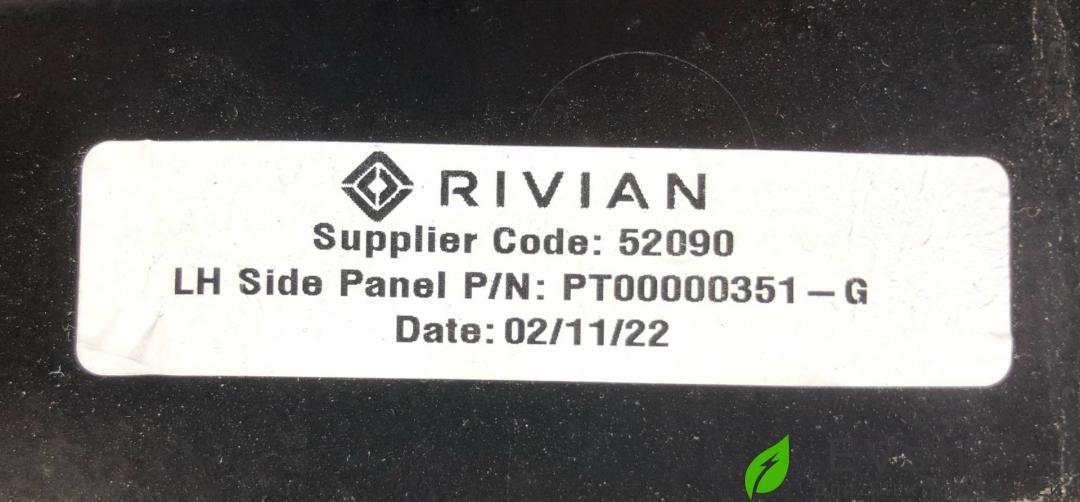 RIVIAN
Supplier Code: 52090
LH Side Panel P/N: PT00000351-G
Date: 02/11/22